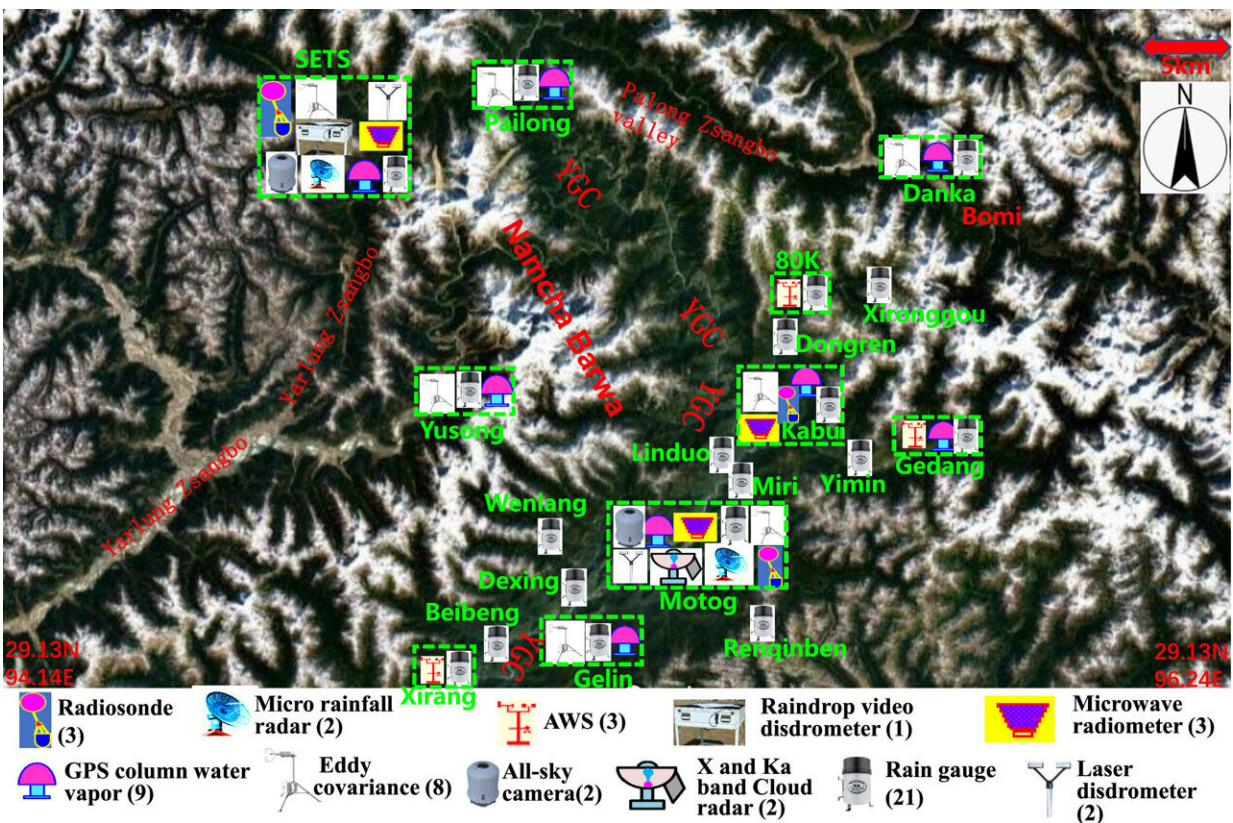 SETS
5km
N
Pailong
Palong Zsangbo
valley
YGC
Danka
Bomi
Namcha Barwa
80K
Xironggou
Yarlung Zsangbo
YGC
Dongren
YGC
Yusong
Kabu
Linduo
Gedang
Miri
Yimin
Wenlang
Yarlung Zsangbo
Dexing
Motog
Beibeng
Renqinben
YGC
29.13N
94.14E
Gelin
29.13N
96.24E
Xirang
Radiosonde
(3)
Micro rainfall
radar (2)
AWS (3)
Raindrop video
disdrometer (1)
Microwave
radiometer (3)
GPS column water
vapor (9)
Eddy
covariance (8)
All-sky
camera(2)
X and Ka
band Cloud
radar (2)
Rain gauge
(21)
Laser
disdrometer
(2)